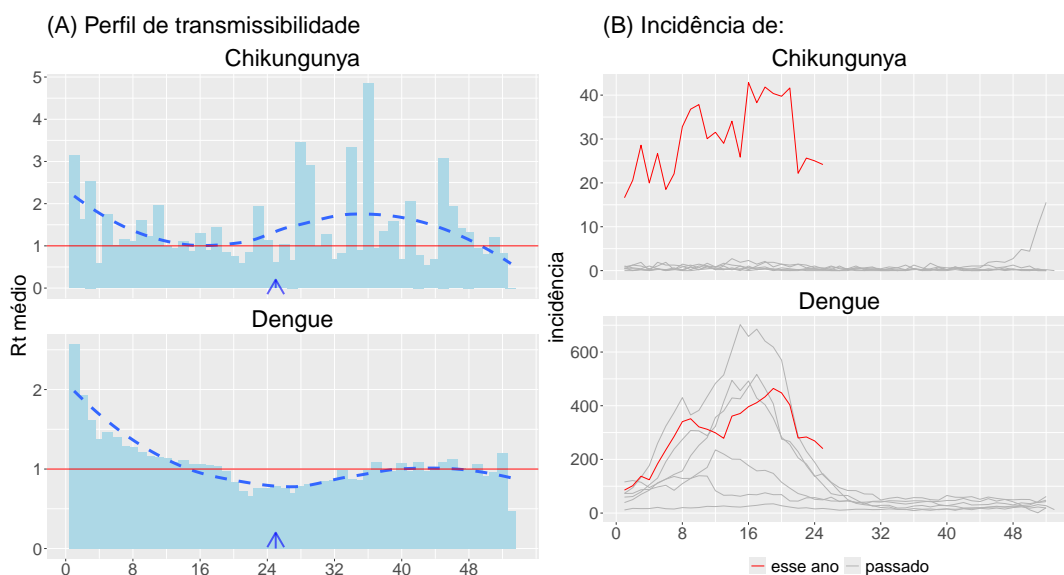 (A) Perfil de transmissibilidade
Chikungunya
5
4
3
2
1
0
Dengue
2
1
0
Rt médio
0 8 16 24 32 40 48
(B) Incidência de:
Chikungunya
40
30
20
10
0
Dengue
600
400
200
0
incidência
0 8 16 24 32 40 48
esse ano passado